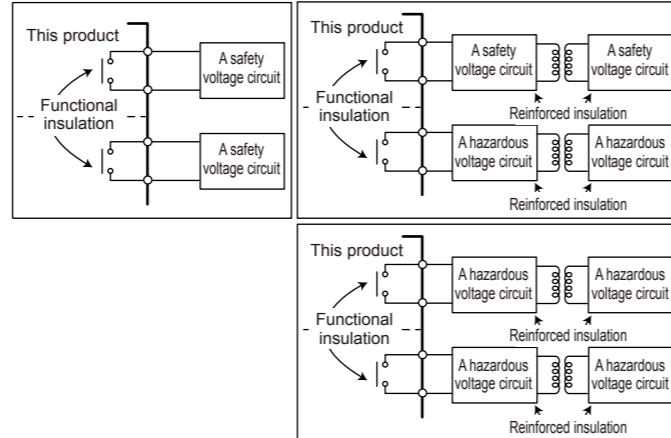 This product
A safety
voltage circuit
Functional
insulation
A safety
voltage circuit
This product
A safety
voltage circuit
A safety
voltage circuit
Reinforced insulation
Functional
insulation
A hazardous
voltage circuit
A hazardous
voltage circuit
Reinforced insulation
This product
A hazardous
voltage circuit
A hazardous
voltage circuit
Reinforced insulation
Functional
insulation
A hazardous
voltage circuit
A hazardous
voltage circuit
Reinforced insulation